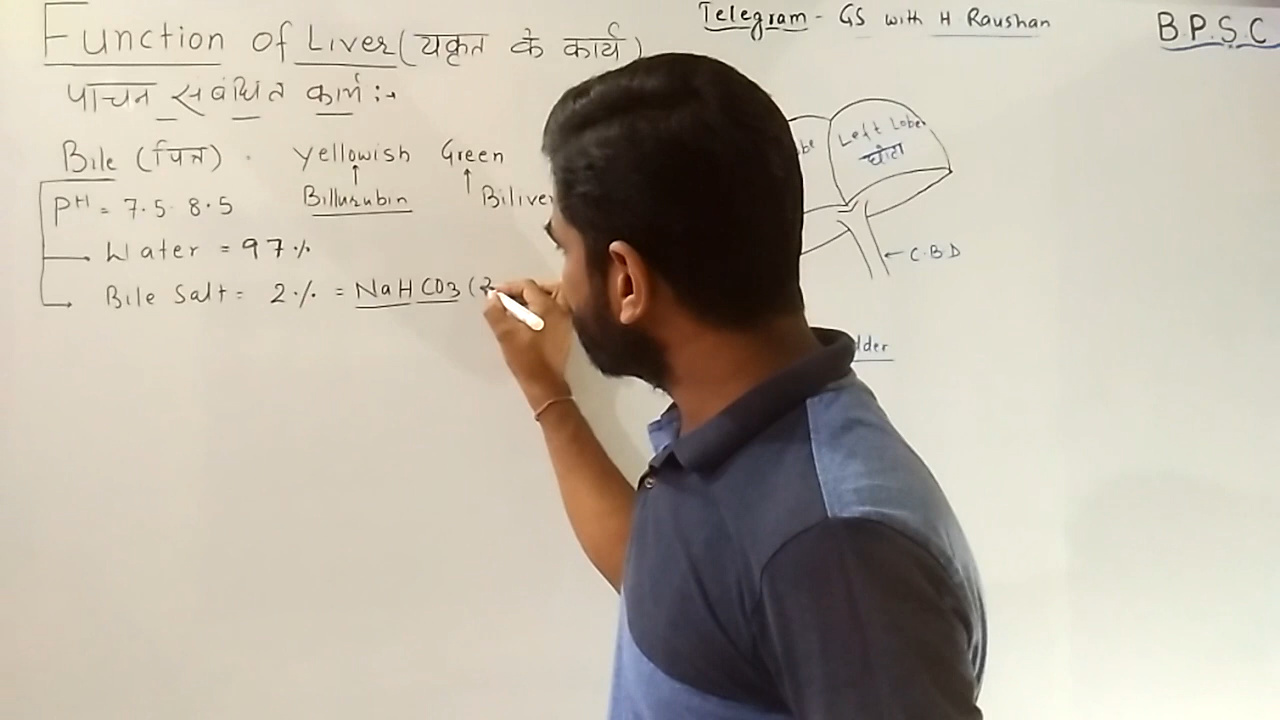 Function of Liver (यकृत के कार्य)
Telegram - GS with H Raushan
B.P.S.C
पाचन संबंधित कार्य :-
Bile (पित्त) . Yellowish Green
Billurubin
PH = 7.5 8.5
Water = 97%
Bile Salt = 2% = NaHCO3 (
Left Lobe
छोटा
C.B.D